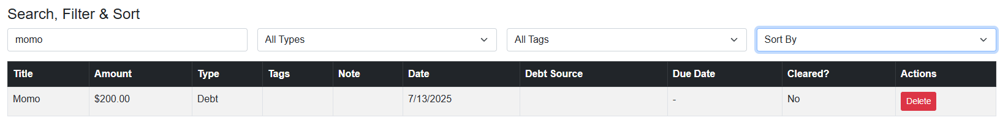 Search, Filter & Sort
momo All Types All Tags Sort By
Title Amount Type Tags Note Date Debt Source Due Date Cleared? Actions
Momo $200.00 Debt 7/13/2025 - No Delete